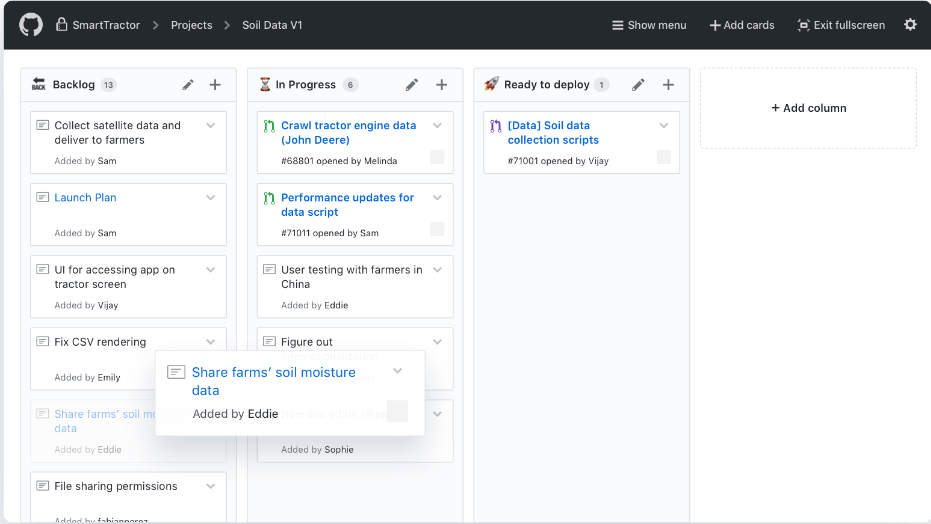 SmartTractor
Projects
Soil Data V1
Show menu
Add cards
Exit fullscreen
BACK
Backlog
13
Collect satellite data and
deliver to farmers
Added by Sam
Launch Plan
Added by Sam
UI for accessing app on
tractor screen
Added by Vijay
Fix CSV rendering
Added by Emily
Share farms’ soil
data
Added by Eddie
File sharing permissions
Added by fabianperez
In Progress
6
Crawl tractor engine data
(John Deere)
#68801 opened by Melinda
Performance updates for
data script
#71011 opened by Sam
User testing with farmers in
China
Added by Eddie
Figure out
Added by Sophie
Share farms’ soil moisture
data
Added by Eddie
Ready to deploy
1
[Data] Soil data
collection scripts
#71001 opened by Vijay
+ Add column